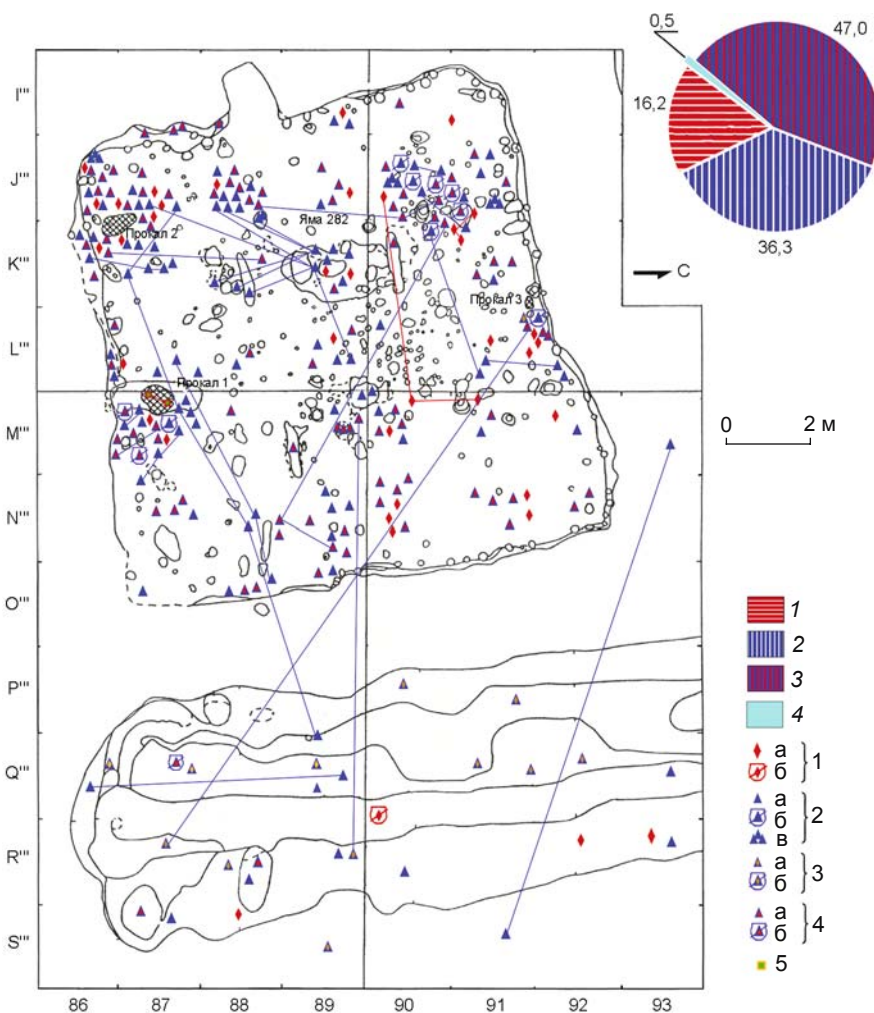 0,5
47,0
16,2
36,3
С
0 2 м
I'''
J'''
K'''
L'''
M'''
N'''
O'''
P'''
Q'''
R'''
S'''
Яма 282
Прокал 2
Прокал 3
Прокал 1
1
2
3
4
а
б
1
а
б
в
2
а
б
3
а
б
4
5
86 87 88 89 90 91 92 93